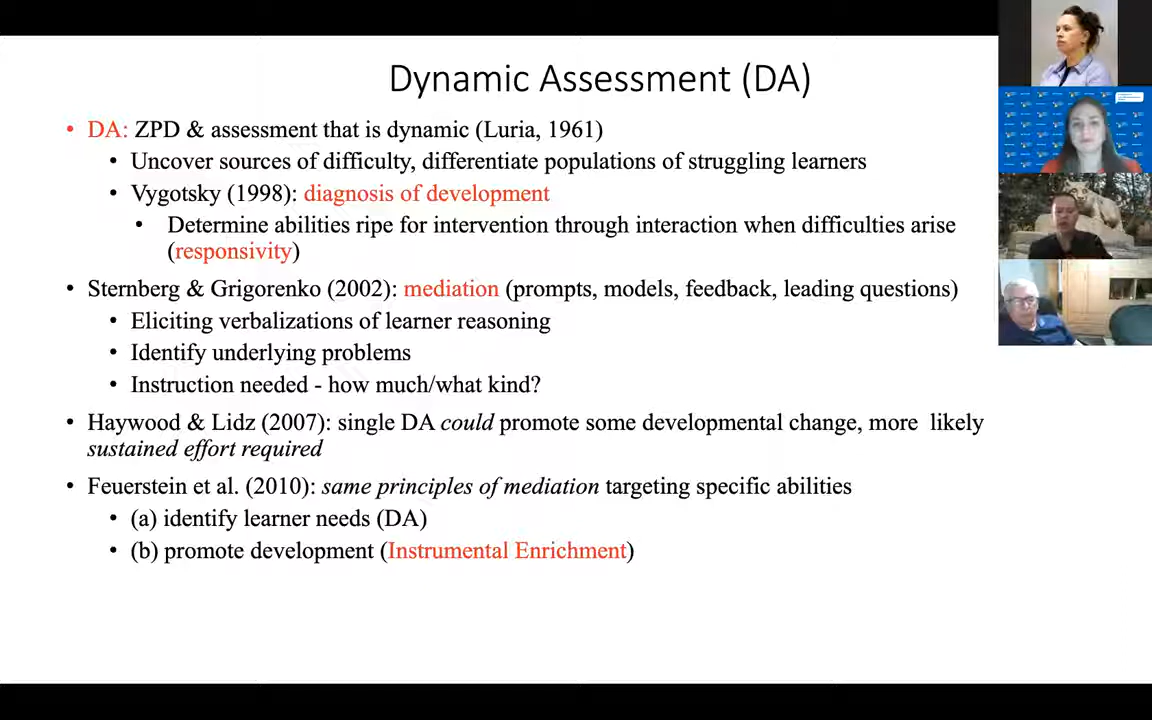 Dynamic Assessment (DA)
• DA: ZPD & assessment that is dynamic (Luria, 1961)
• Uncover sources of difficulty, differentiate populations of struggling learners
• Vygotsky (1998): diagnosis of development
• Determine abilities ripe for intervention through interaction when difficulties arise
(responsivity)
• Sternberg & Grigorenko (2002): mediation (prompts, models, feedback, leading questions)
• Eliciting verbalizations of learner reasoning
• Identify underlying problems
• Instruction needed - how much/what kind?
• Haywood & Lidz (2007): single DA could promote some developmental change, more likely
sustained effort required
• Feuerstein et al. (2010): same principles of mediation targeting specific abilities
• (a) identify learner needs (DA)
• (b) promote development (Instrumental Enrichment)